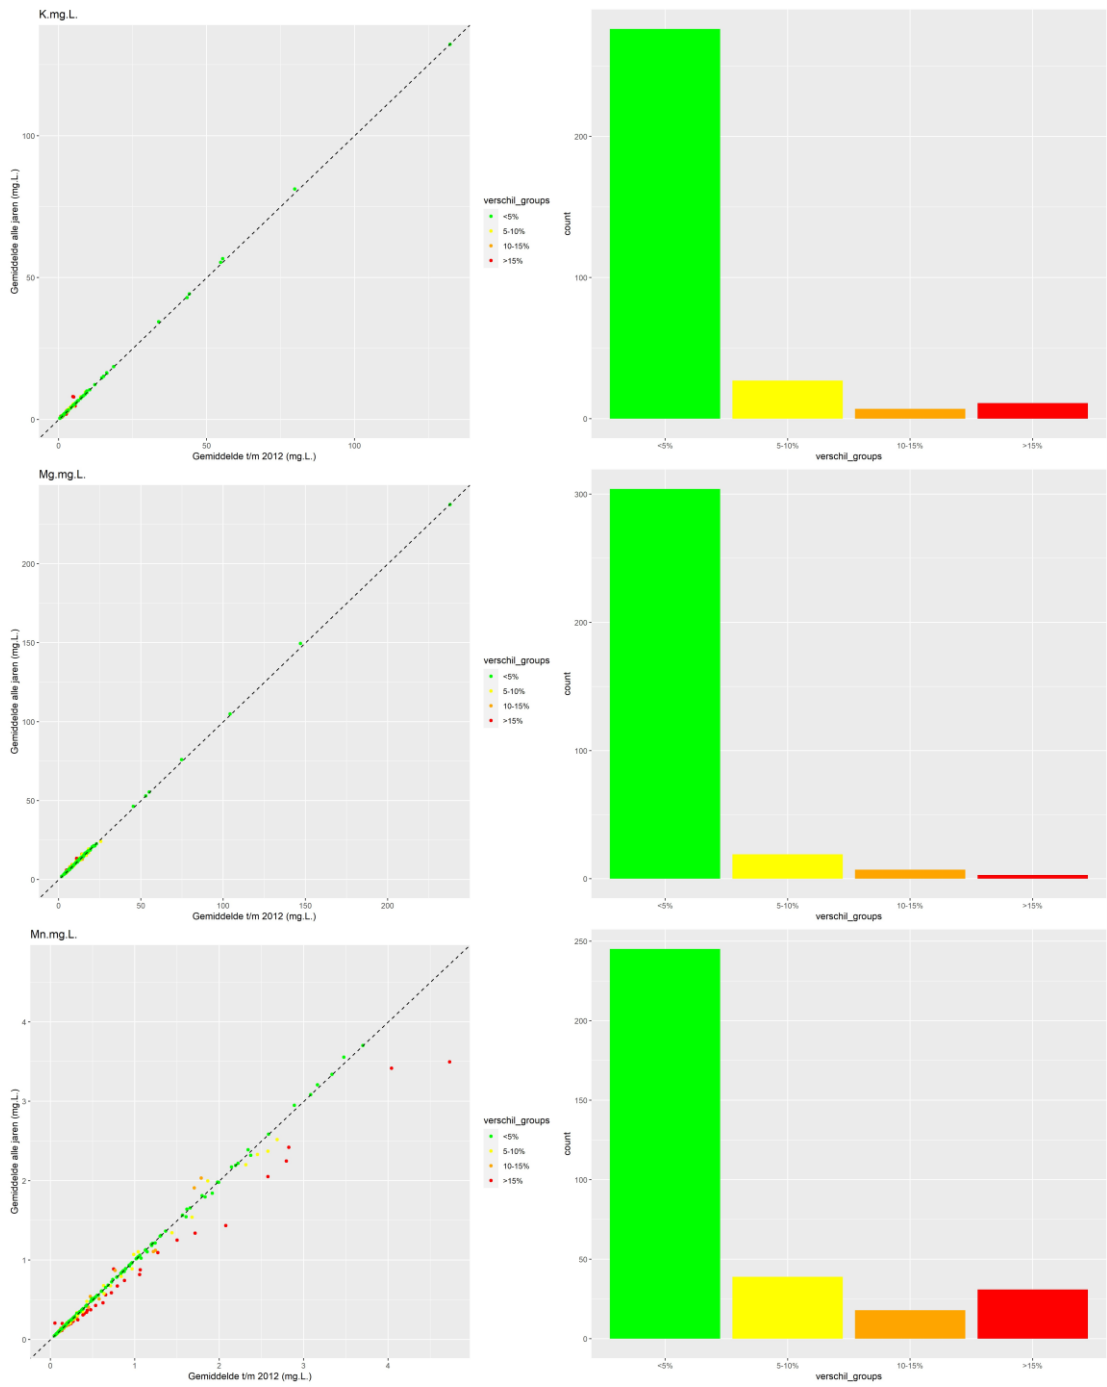 K.mg.L.
100
50
0
Gemiddelde alle jaren (mg.L.)
0 50 100
Gemiddelde t/m 2012 (mg.L.)
verschil_groups
<5%
5-10%
10-15%
>15%
200
100
0
count
<5% 5-10% 10-15% >15%
verschil_groups
Mg.mg.L.
200
150
100
50
0
Gemiddelde alle jaren (mg.L.)
0 50 100 150 200
Gemiddelde t/m 2012 (mg.L.)
verschil_groups
<5%
5-10%
10-15%
>15%
300
200
100
0
count
<5% 5-10% 10-15% >15%
verschil_groups
Mn.mg.L.
4
3
2
1
0
Gemiddelde alle jaren (mg.L.)
0 1 2 3 4
Gemiddelde t/m 2012 (mg.L.)
verschil_groups
<5%
5-10%
10-15%
>15%
250
200
150
100
50
0
count
<5% 5-10% 10-15% >15%
verschil_groups